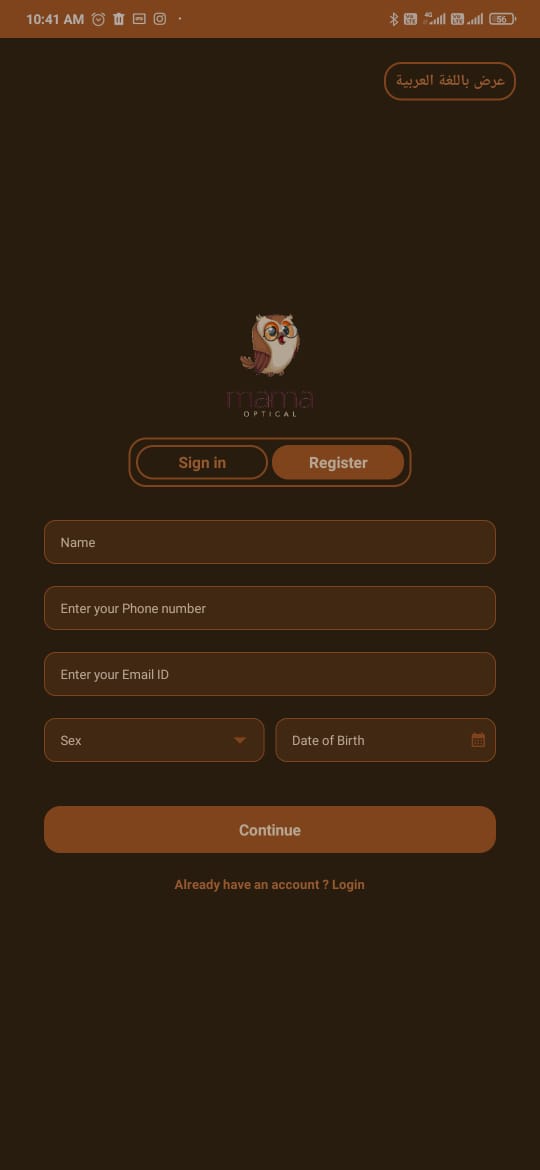 10:41 AM
56
عرض باللغة العربية
mama
OPTICAL
Sign in
Register
Name
Enter your Phone number
Enter your Email ID
Sex
Date of Birth
Continue
Already have an account ? Login